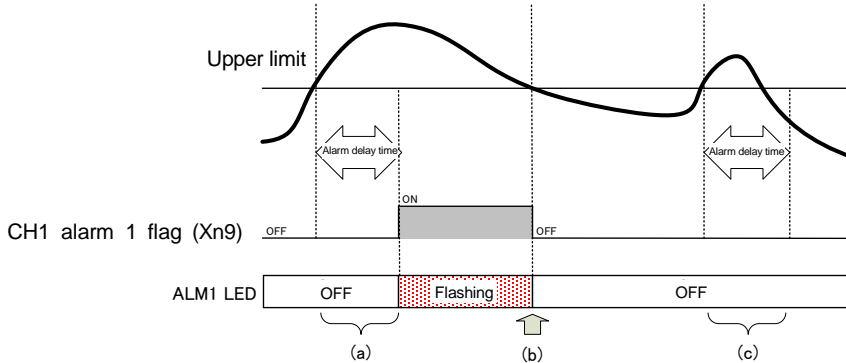 Upper limit
Alarm delay time
Alarm delay time
ON
CH1 alarm 1 flag (Xn9)
OFF
OFF
ALM1 LED
OFF
Flashing
OFF
(a)
(b)
(c)